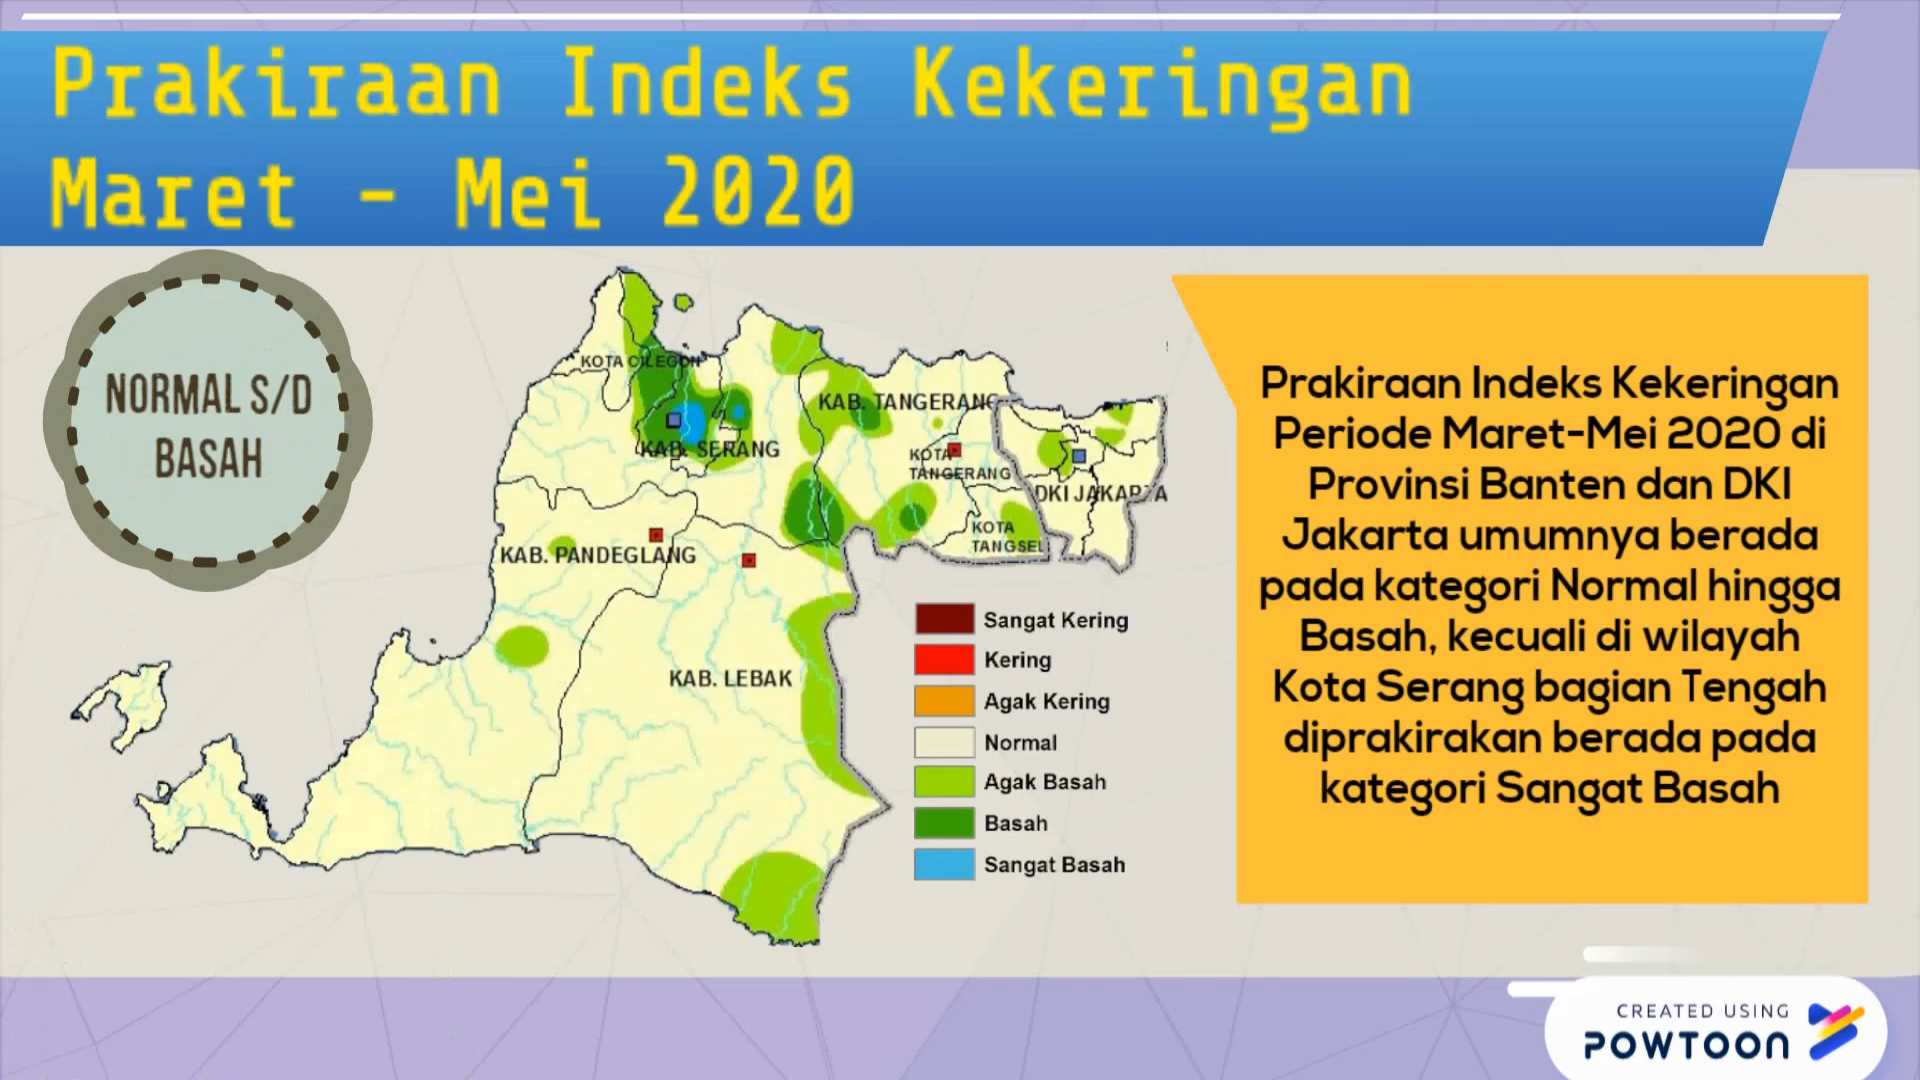 Prakiraan Indeks Kekeringan
Maret - Mei 2020
NORMAL S/D
BASAH
KOTA CILEGON
KAB. TANGERANG
KAB. SERANG
KOTA
TANGERANG
DKI JAKARTA
KOTA
TANGSEL
KAB. PANDEGLANG
KAB. LEBAK
Sangat Kering
Kering
Agak Kering
Normal
Agak Basah
Basah
Sangat Basah
Prakiraan Indeks Kekeringan
Periode Maret-Mei 2020 di
Provinsi Banten dan DKI
Jakarta umumnya berada
pada kategori Normal hingga
Basah, kecuali di wilayah
Kota Serang bagian Tengah
diprakirakan berada pada
kategori Sangat Basah
CREATED USING
POWTOON